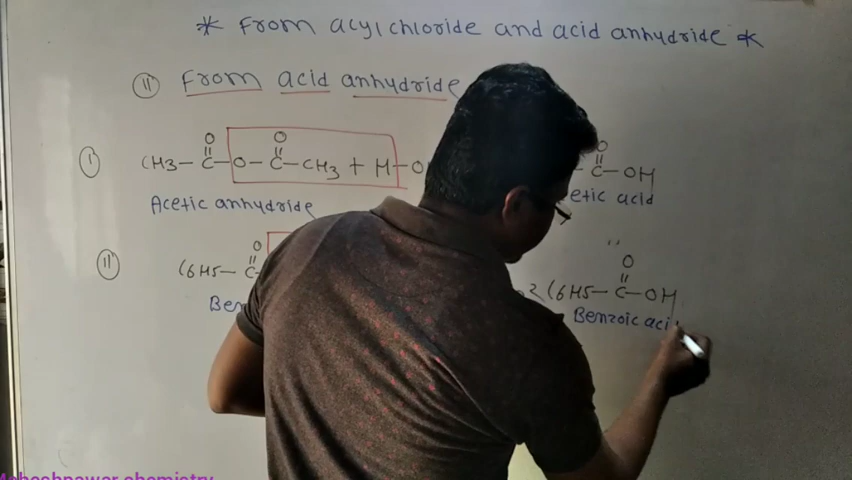 * From acyl chloride and acid anhydride *
II From acid anhydride
I CH3 - C - O - C - CH3 + H - O
O O
Acetic anhydride
O
C - OH
etic acid
II C6H5 - C
O
Ben
2 C6H5 - C - OH
O
Benzoic aci
Maheshpawar chemistry